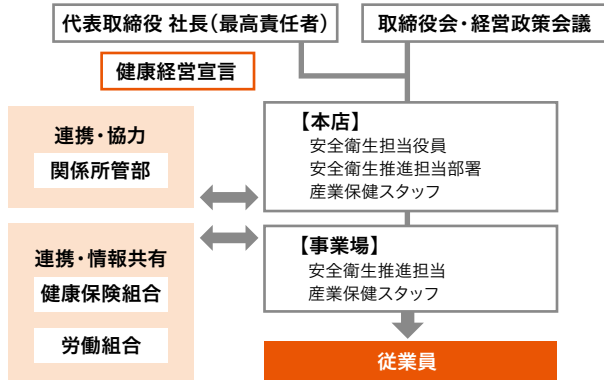 代表取締役 社長（最高責任者）
取締役会・経営政策会議
健康経営宣言
連携・協力
関係所管部
【本店】
安全衛生担当役員
安全衛生推進担当部署
産業保健スタッフ
連携・情報共有
健康保険組合
労働組合
【事業場】
安全衛生推進担当
産業保健スタッフ
従業員